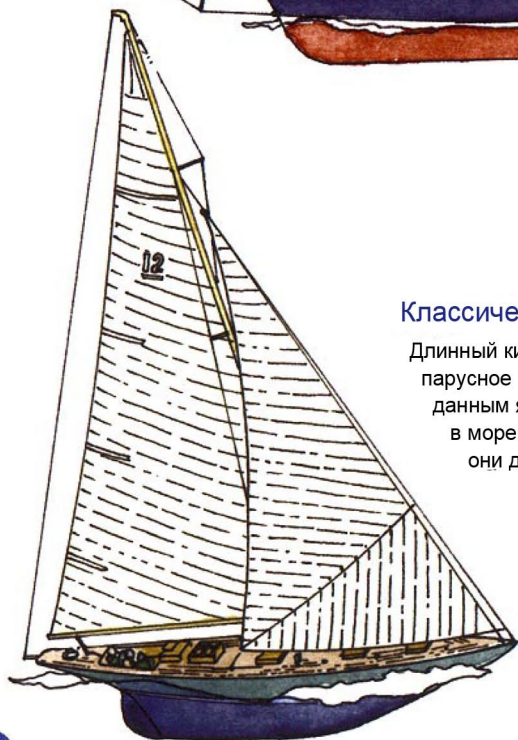 12
Классиче
Длинный ки
парусное
данным я
в море
они д